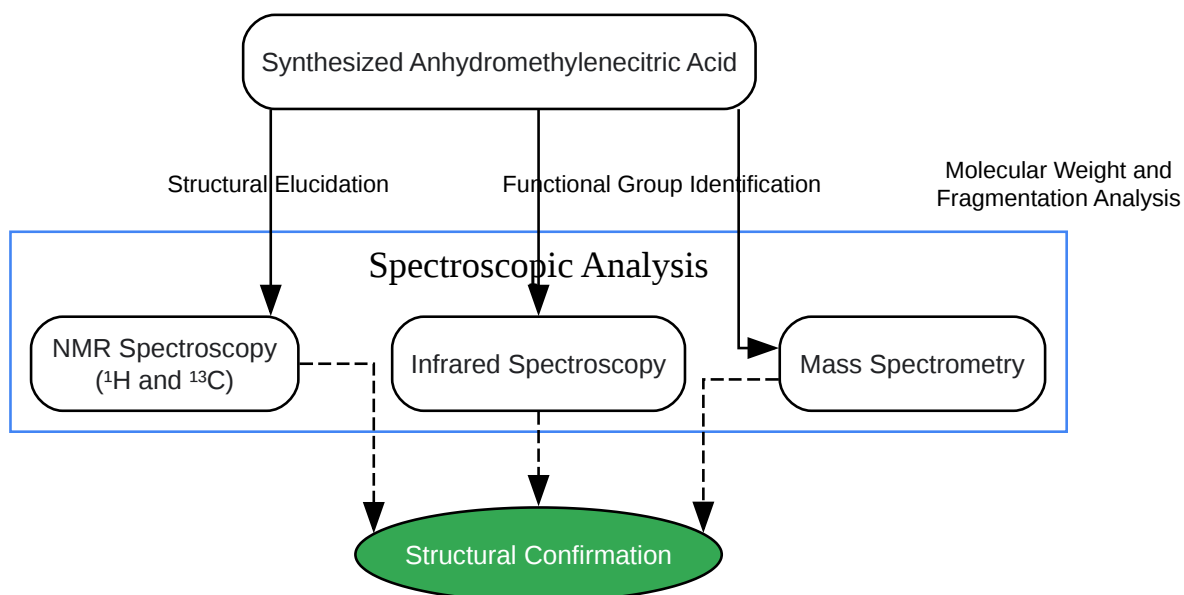 Synthesized Anhydromethylenecitric Acid
Structural Elucidation
Functional Group Identification
Molecular Weight and
Fragmentation Analysis
Spectroscopic Analysis
NMR Spectroscopy
(¹H and ¹³C)
Infrared Spectroscopy
Mass Spectrometry
Structural Confirmation